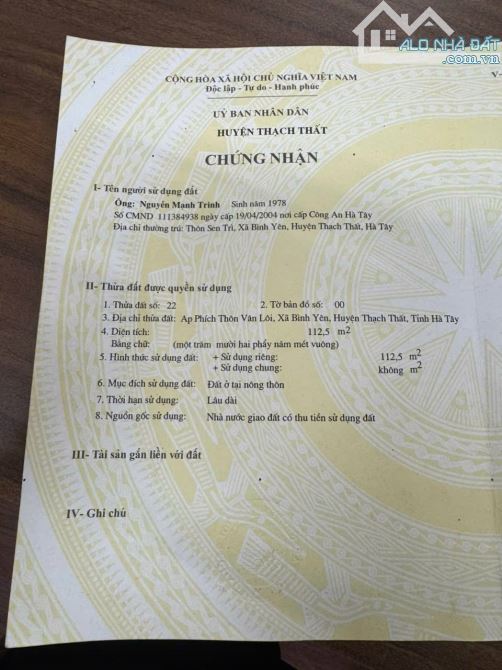 ALO NHÀ ĐẤT
.com.vn
V-
CỘNG HÒA XÃ HỘI CHỦ NGHĨA VIỆT NAM
Độc lập - Tự do - Hạnh phúc
UỶ BAN NHÂN DÂN
HUYỆN THẠCH THẤT
CHỨNG NHẬN
I- Tên người sử dụng đất
Ông: Nguyễn Mạnh Trinh Sinh năm 1978
Số CMND 111384938 ngày cấp 19/04/2004 nơi cấp Công An Hà Tây
Địa chỉ thường trú: Thôn Sen Trì, Xã Bình Yên, Huyện Thạch Thất, Hà Tây
II- Thửa đất được quyền sử dụng
1. Thửa đất số: 22 2. Tờ bản đồ số: 00
3. Địa chỉ thửa đất: Ap Phích Thôn Vân Lôi, Xã Bình Yên, Huyện Thạch Thất, Tỉnh Hà Tây
4. Diện tích: 112,5 m2
Bằng chữ: (một trăm mười hai phẩy năm mét vuông)
5. Hình thức sử dụng đất: + Sử dụng riêng: 112,5 m2
+ Sử dụng chung: không m2
6. Mục đích sử dụng đất: Đất ở tại nông thôn
7. Thời hạn sử dụng: Lâu dài
8. Nguồn gốc sử dụng: Nhà nước giao đất có thu tiền sử dụng đất
III- Tài sản gắn liền với đất
IV- Ghi chú